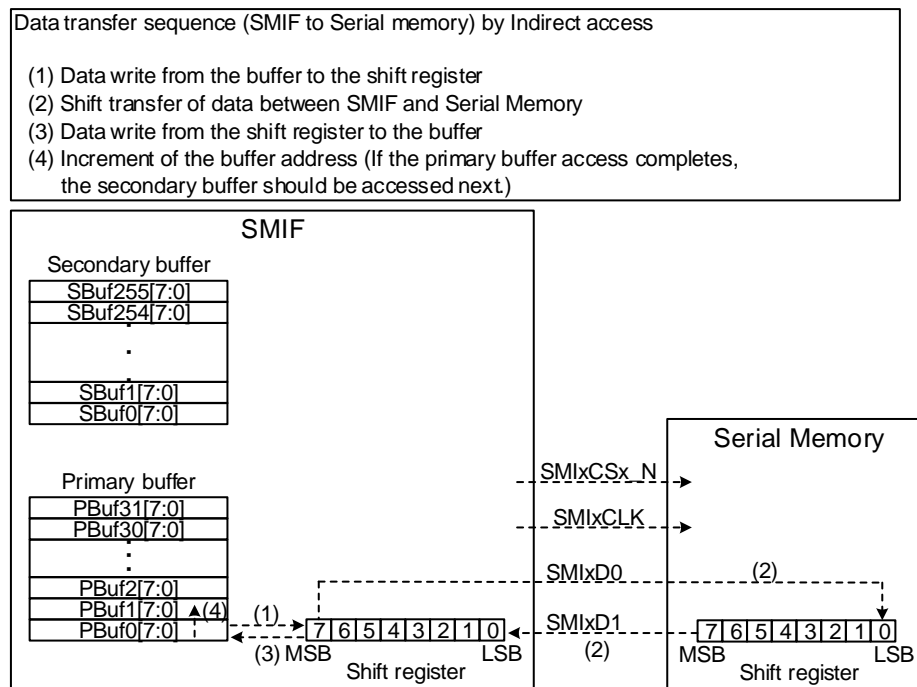 Data transfer sequence (SMIF to Serial memory) by Indirect access
(1) Data write from the buffer to the shift register
(2) Shift transfer of data between SMIF and Serial Memory
(3) Data write from the shift register to the buffer
(4) Increment of the buffer address (If the primary buffer access completes,
the secondary buffer should be accessed next.)
SMIF
Secondary buffer
SBuf255[7:0]
SBuf254[7:0]
SBuf1[7:0]
SBuf0[7:0]
Primary buffer
PBuf31[7:0]
PBuf30[7:0]
PBuf2[7:0]
PBuf1[7:0]
PBuf0[7:0]
(4)
(1)
(3)
7 6 5 4 3 2 1 0
MSB LSB
Shift register
SMIxCSx_N
SMIxCLK
SMIxD0
(2)
SMIxD1
(2)
Serial Memory
7 6 5 4 3 2 1 0
MSB LSB
Shift register